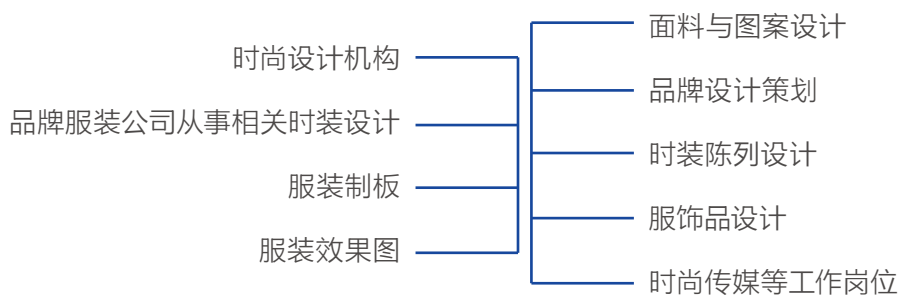 时尚设计机构
品牌服装公司从事相关时装设计
服装制板
服装效果图
面料与图案设计
品牌设计策划
时装陈列设计
服饰品设计
时尚传媒等工作岗位